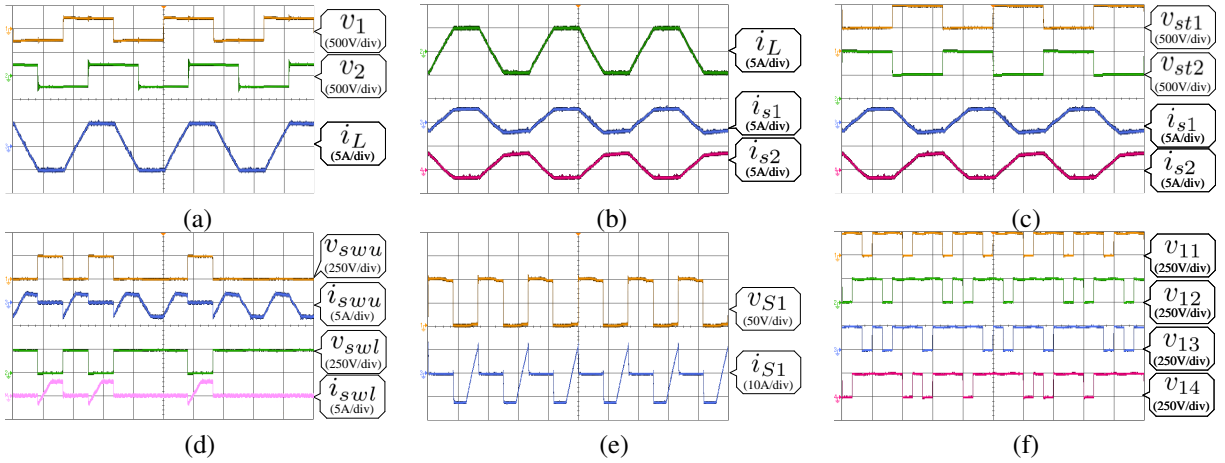 v1
(500V/div)
v2
(500V/div)
iL
(5A/div)
(a)
iL
(5A/div)
is1
(5A/div)
is2
(5A/div)
(b)
vst1
(500V/div)
vst2
(500V/div)
is1
(5A/div)
is2
(5A/div)
(c)
vswu
(250V/div)
iswu
(5A/div)
vswl
(250V/div)
iswl
(5A/div)
(d)
vS1
(50V/div)
iS1
(10A/div)
(e)
v11
(250V/div)
v12
(250V/div)
v13
(250V/div)
v14
(250V/div)
(f)